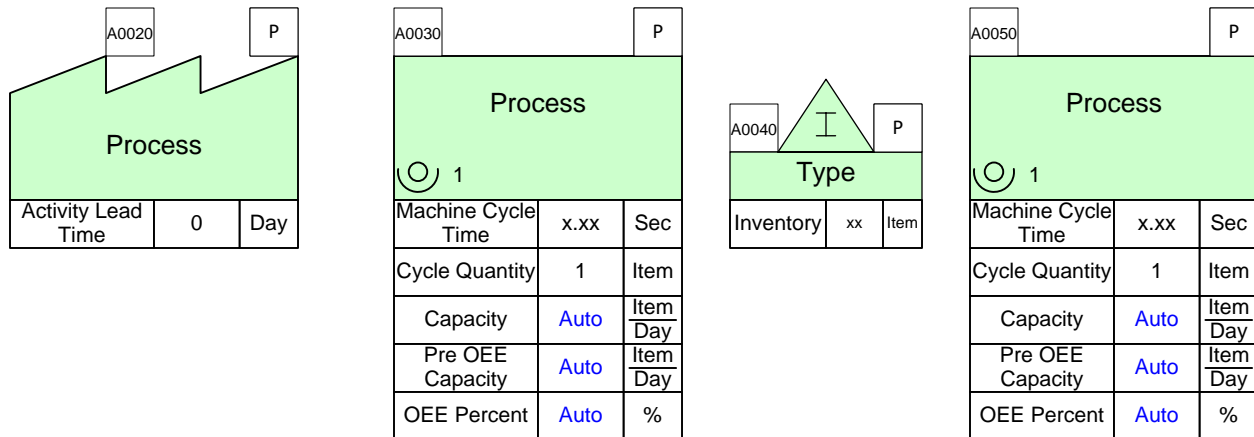 A0020
P
Process
Activity Lead
Time
0
Day
A0030
P
Process
1
Machine Cycle
Time
x.xx
Sec
Cycle Quantity
1
Item
Capacity
Auto
Item
Day
Pre OEE
Capacity
Auto
Item
Day
OEE Percent
Auto
%
A0040
I
P
Type
Inventory
xx
Item
A0050
P
Process
1
Machine Cycle
Time
x.xx
Sec
Cycle Quantity
1
Item
Capacity
Auto
Item
Day
Pre OEE
Capacity
Auto
Item
Day
OEE Percent
Auto
%